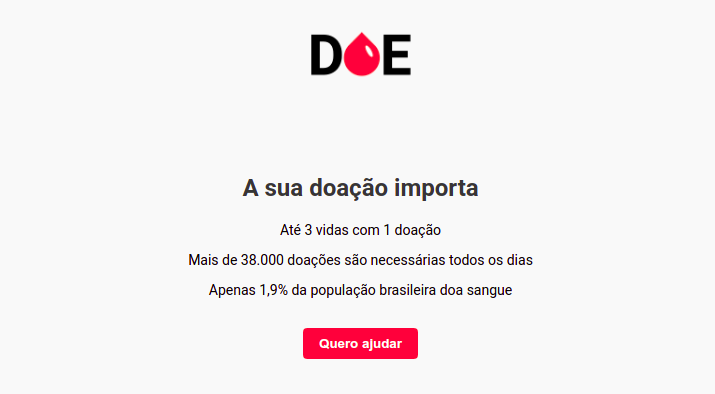 DOE
A sua doação importa
Até 3 vidas com 1 doação
Mais de 38.000 doações são necessárias todos os dias
Apenas 1,9% da população brasileira doa sangue
Quero ajudar